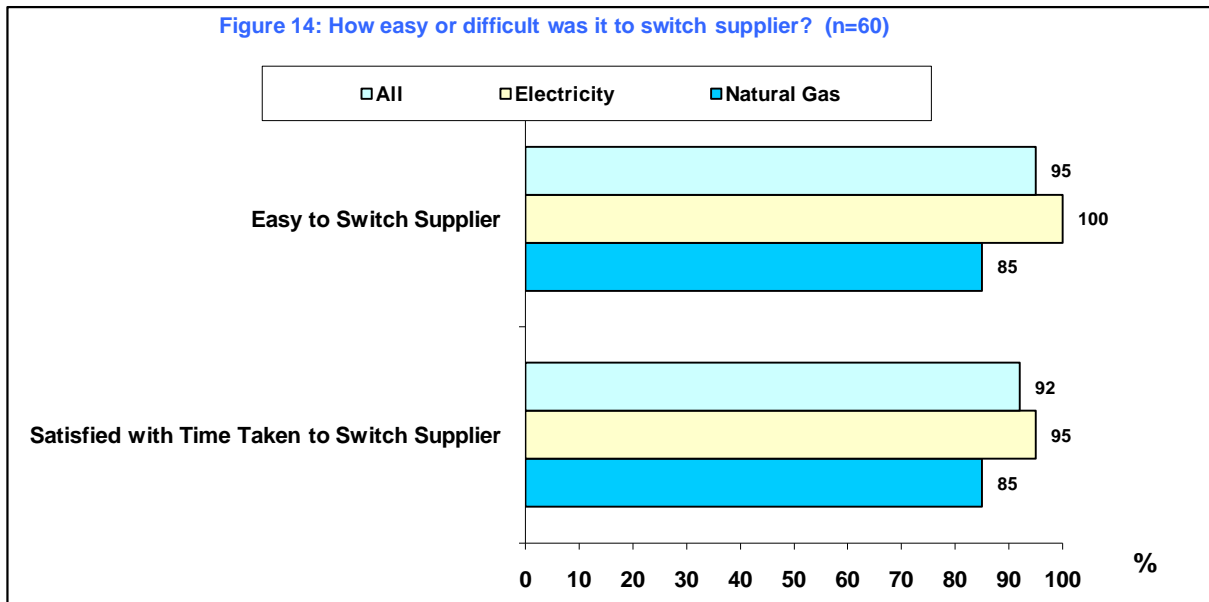 Figure 14: How easy or difficult was it to switch supplier? (n=60)
All Electricity Natural Gas
95
Easy to Switch Supplier 100
85
92
Satisfied with Time Taken to Switch Supplier 95
85
%
0 10 20 30 40 50 60 70 80 90 100